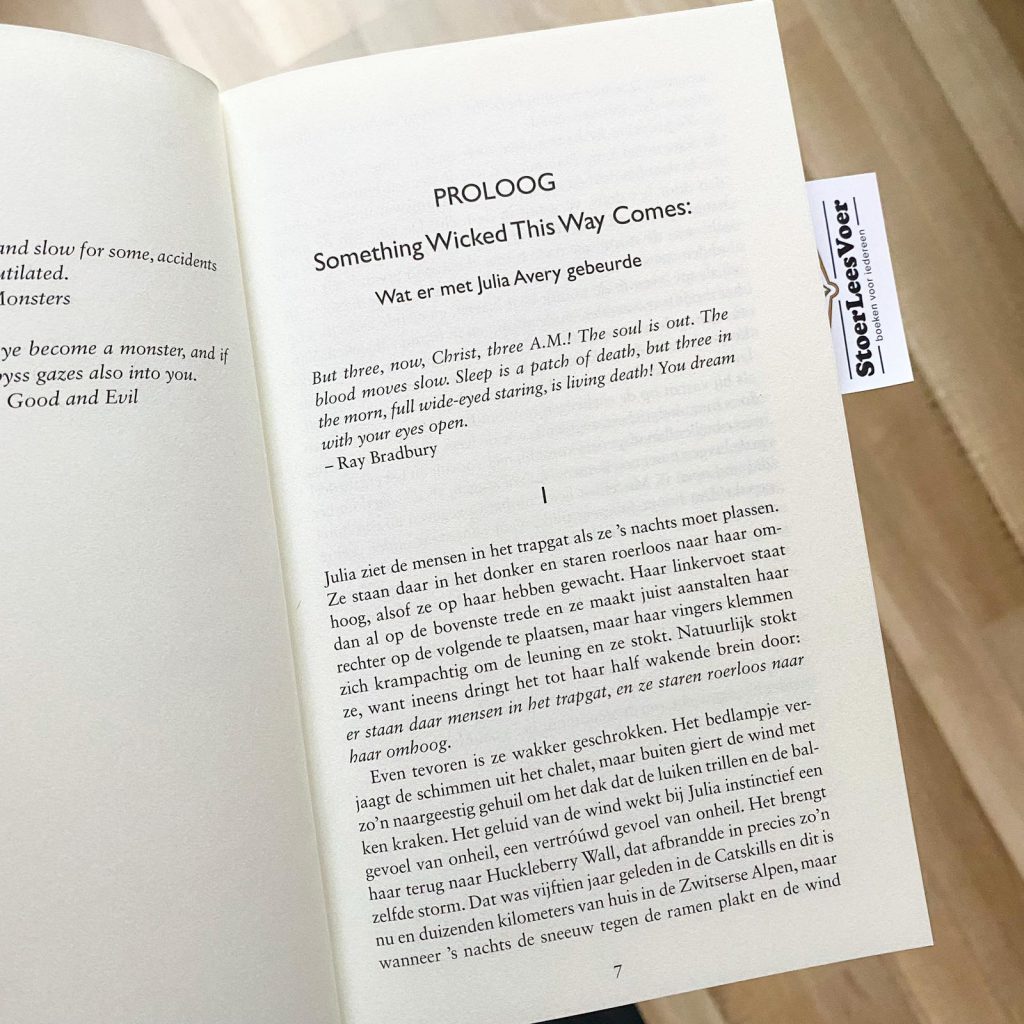 and slow for some, accidents
utilated.
Monsters
ye become a monster, and if
yss gazes also into you.
Good and Evil
PROLOOG
Something Wicked This Way Comes:
Wat er met Julia Avery gebeurde
But three, now, Christ, three A.M.! The soul is out. The
blood moves slow. Sleep is a patch of death, but three in
the morn, full wide-eyed staring, is living death! You dream
with your eyes open.
– Ray Bradbury
I
Julia ziet de mensen in het trapgat als ze ’s nachts moet plassen.
Ze staan daar in het donker en staren roerloos naar haar om-
hoog, alsof ze op haar hebben gewacht. Haar linkervoet staat
dan al op de bovenste trede en ze maakt juist aanstalten haar
rechter op de volgende te plaatsen, maar haar vingers klemmen
zich krampachtig om de leuning en ze stokt. Natuurlijk stokt
ze, want ineens dringt het tot haar half wakende brein door:
er staan daar mensen in het trapgat, en ze staren roerloos naar
haar omhoog.
Even tevoren is ze wakker geschrokken. Het bedlampje ver-
jaagt de schimmen uit het chalet, maar buiten giert de wind met
zo’n naargeestig gehuil om het dak dat de luiken trillen en de bal-
ken kraken. Het geluid van de wind wekt bij Julia instinctief een
gevoel van onheil, een vertróúwd gevoel van onheil. Het brengt
haar terug naar Huckleberry Wall, dat afbrandde in precies zo’n
zelfde storm. Dat was vijftien jaar geleden in de Catskills en dit is
nu en duizenden kilometers van huis in de Zwitserse Alpen, maar
wanneer ’s nachts de sneeuw tegen de ramen plakt en de wind
7
StoerLeesVoer
boeken voor iedereen